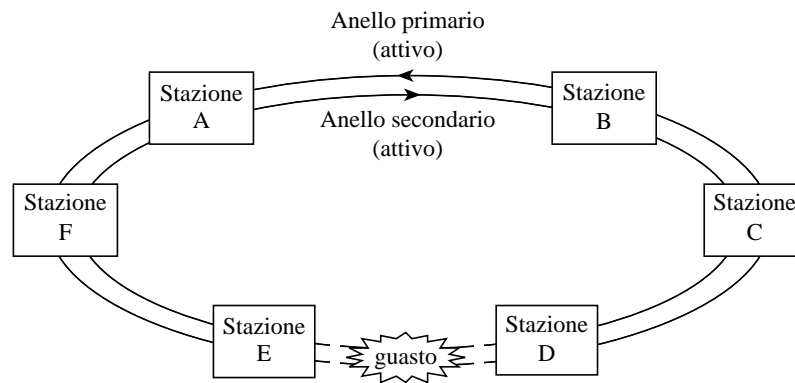 Anello primario
(attivo)
Stazione
A
Stazione
B
Anello secondario
(attivo)
Stazione
F
Stazione
C
Stazione
E
guasto
Stazione
D